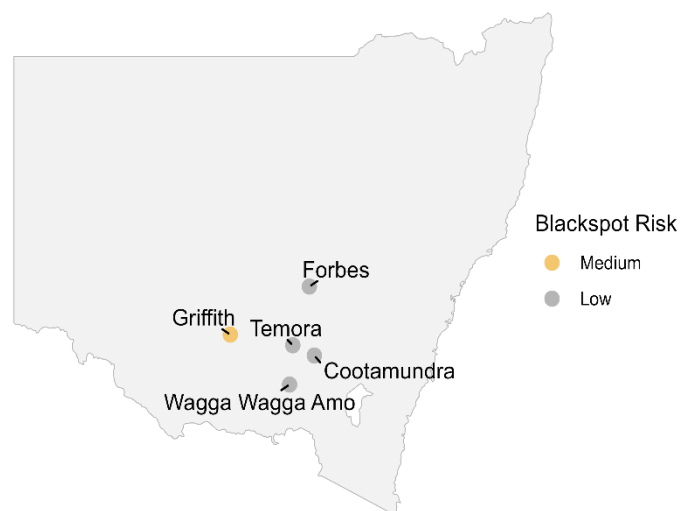 Blackspot Risk
Medium
Low
Forbes
Griffith
Temora
Cootamundra
Wagga Wagga Amo